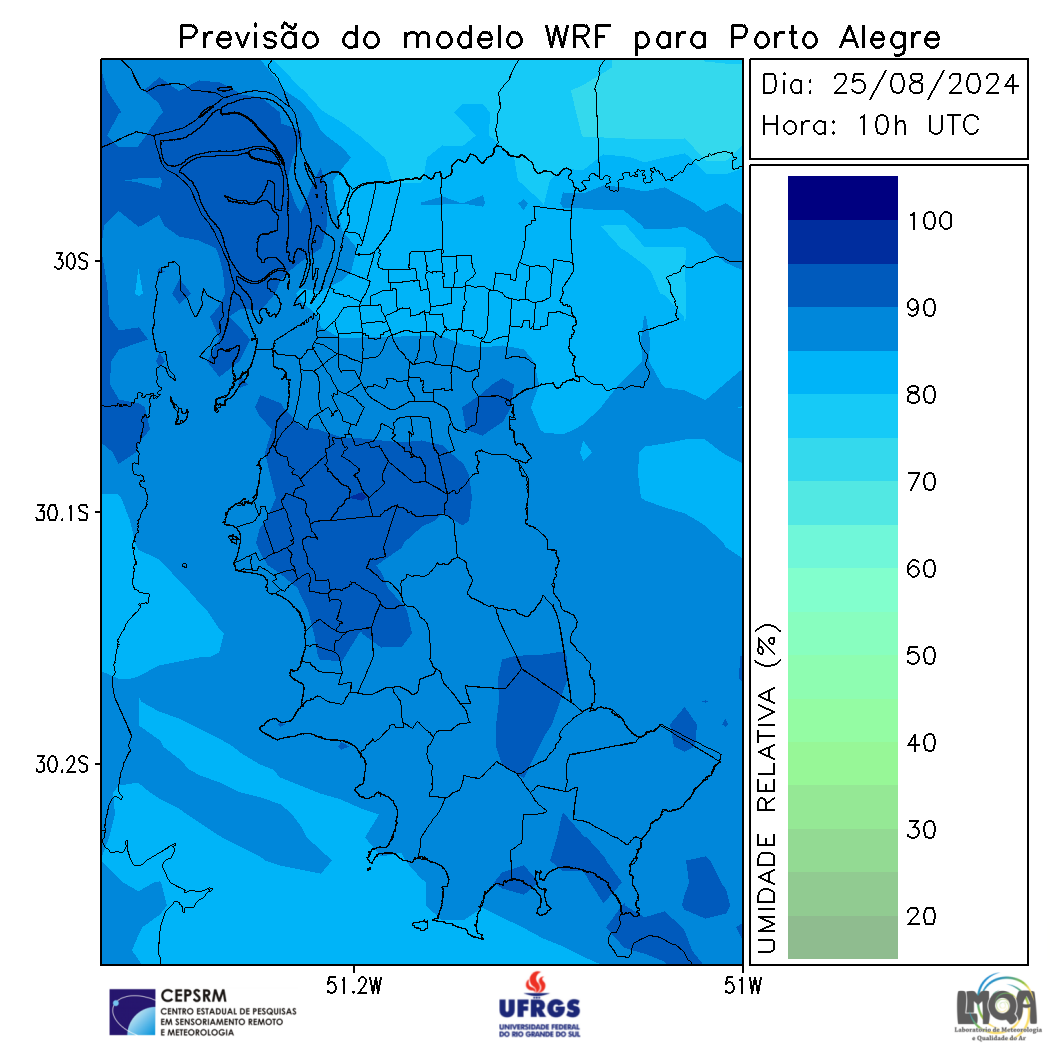 Previsão do modelo WRF para Porto Alegre
Dia: 25/08/2024
Hora: 10h UTC
30S
30.1S
30.2S
51.2W
51W
100
90
80
70
60
50
40
30
20
UMIDADE RELATIVA (%)
CEPSRM
CENTRO ESTADUAL DE PESQUISAS
EM SENSORIAMENTO REMOTO
E METEOROLOGIA
UFRGS
UNIVERSIDADE FEDERAL
DO RIO GRANDE DO SUL
LMQA
Laboratório de Meteorologia
e Qualidade do Ar